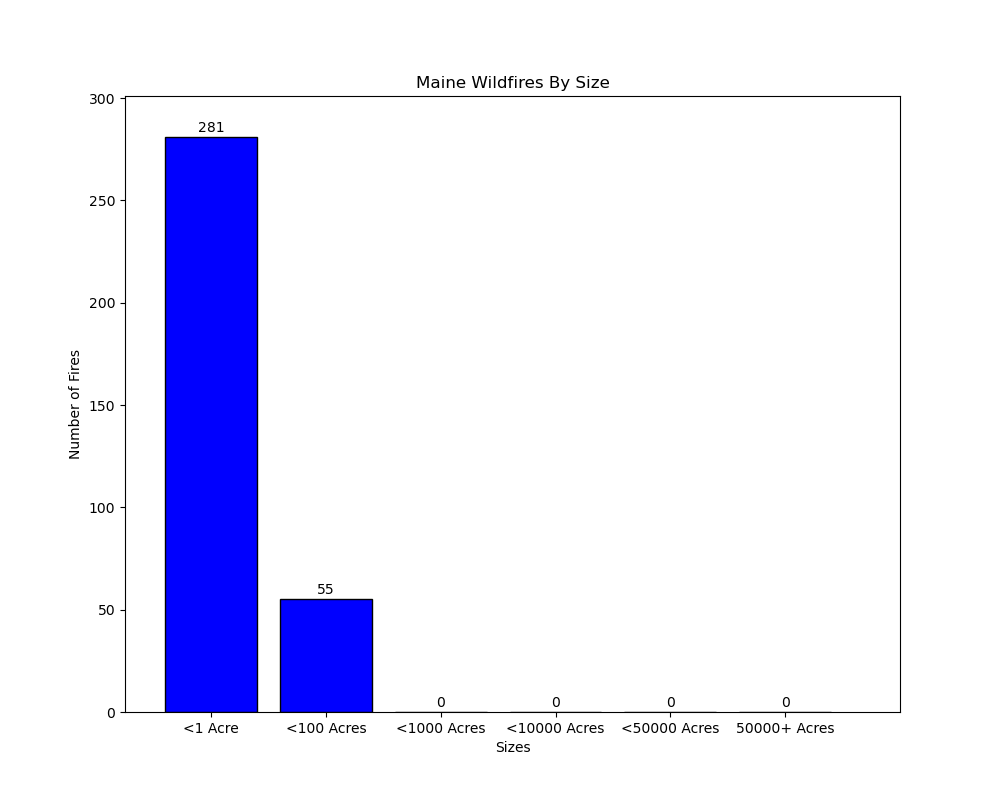 Maine Wildfires By Size
300
250
200
150
100
50
0
Number of Fires
281
55
0
0
0
0
<1 Acre
<100 Acres
<1000 Acres
<10000 Acres
<50000 Acres
50000+ Acres
Sizes